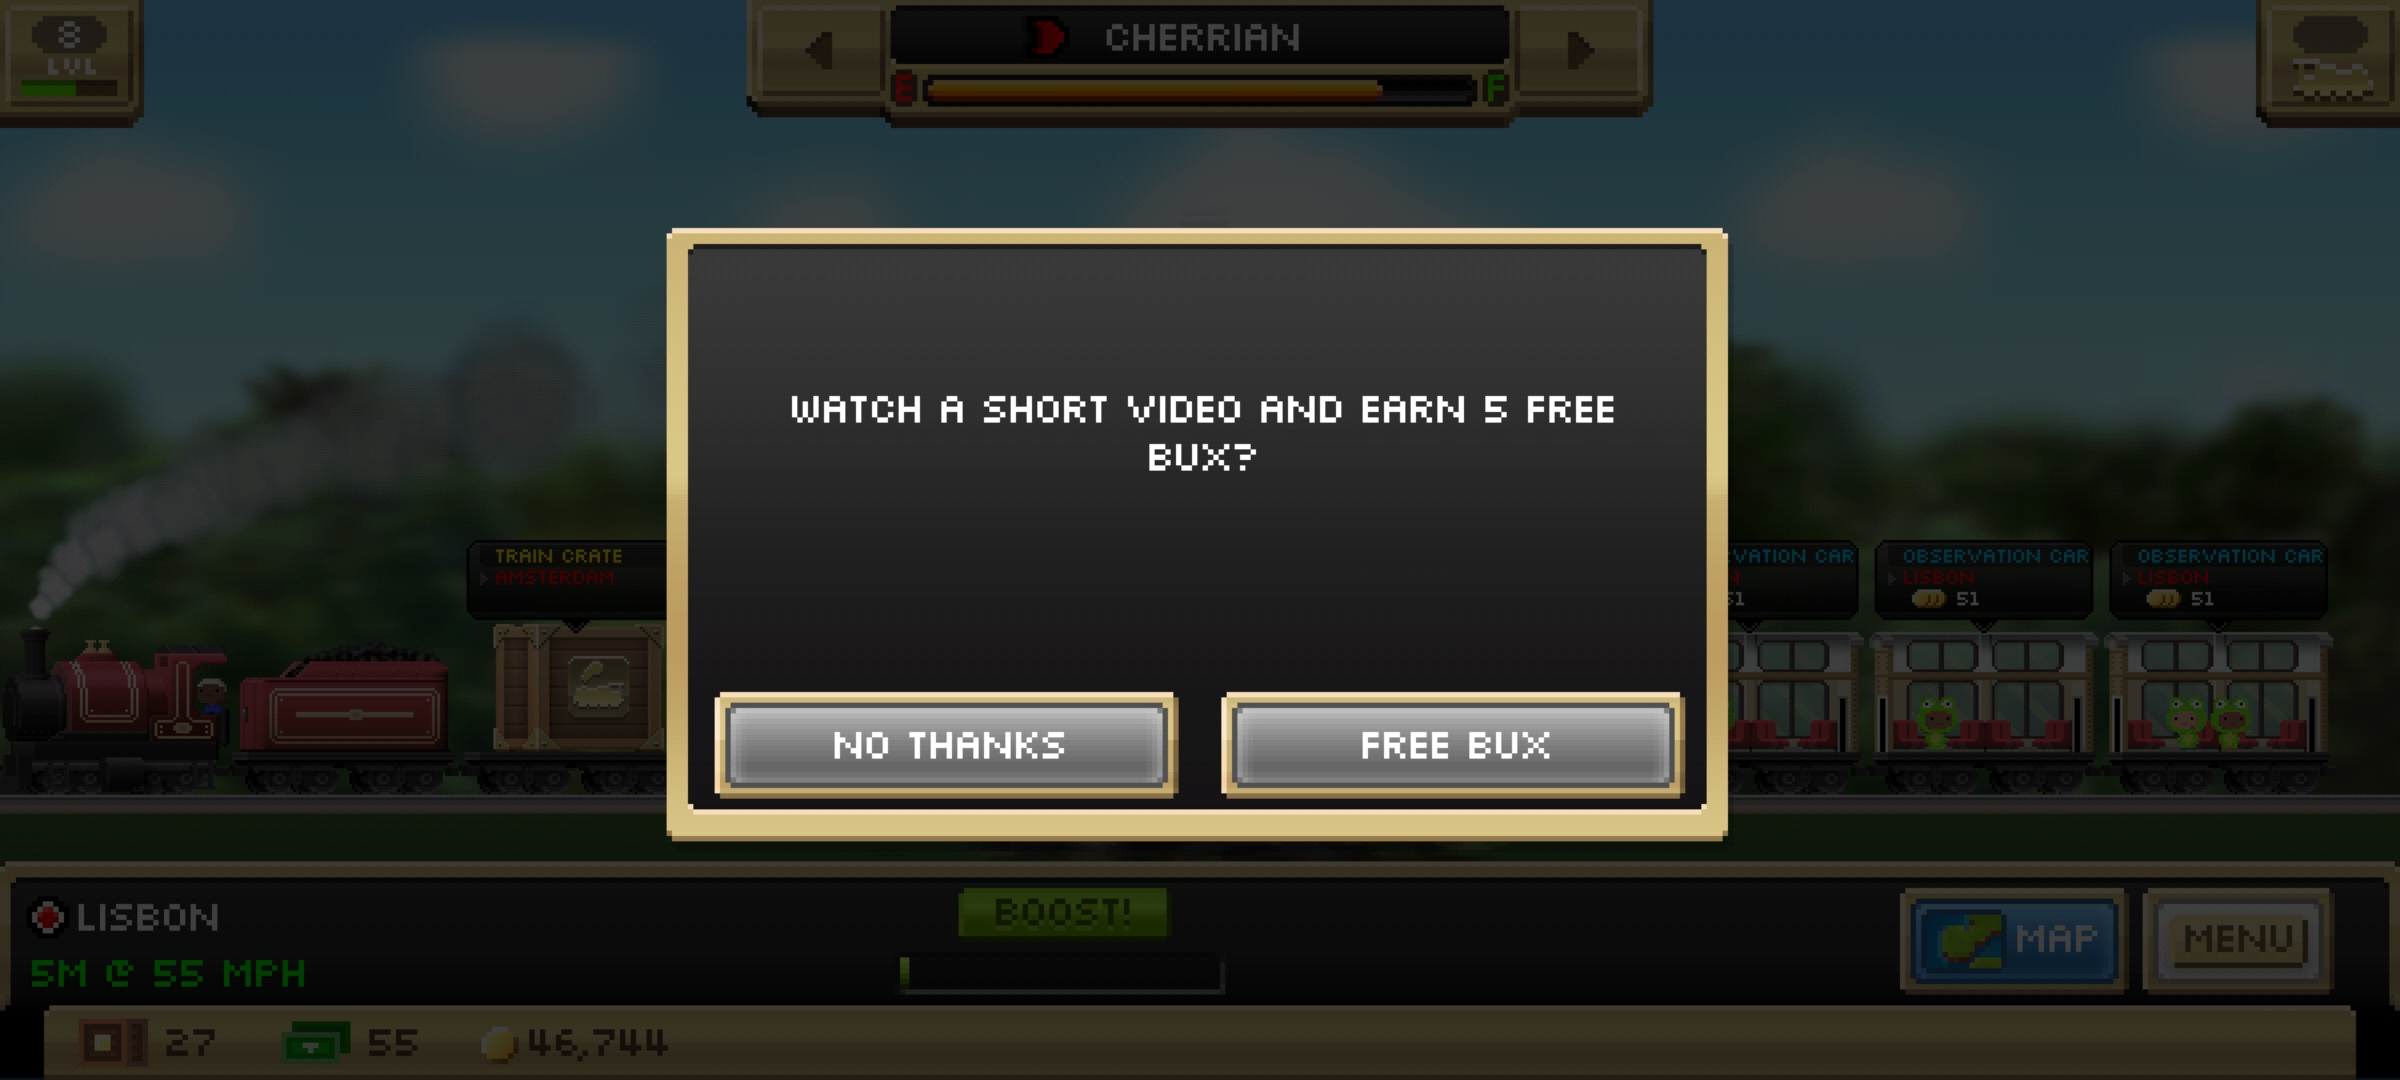 8
LVL
CHERRIAN
E F
WATCH A SHORT VIDEO AND EARN 5 FREE
BUX?
NO THANKS
FREE BUX
TRAIN CRATE
AMSTERDAM
VATION CAR
N
51
OBSERVATION CAR
LISBON
51
OBSERVATION CAR
LISBON
51
LISBON
5M @ 55 MPH
BOOST!
MAP
MENU
27
55
46,744